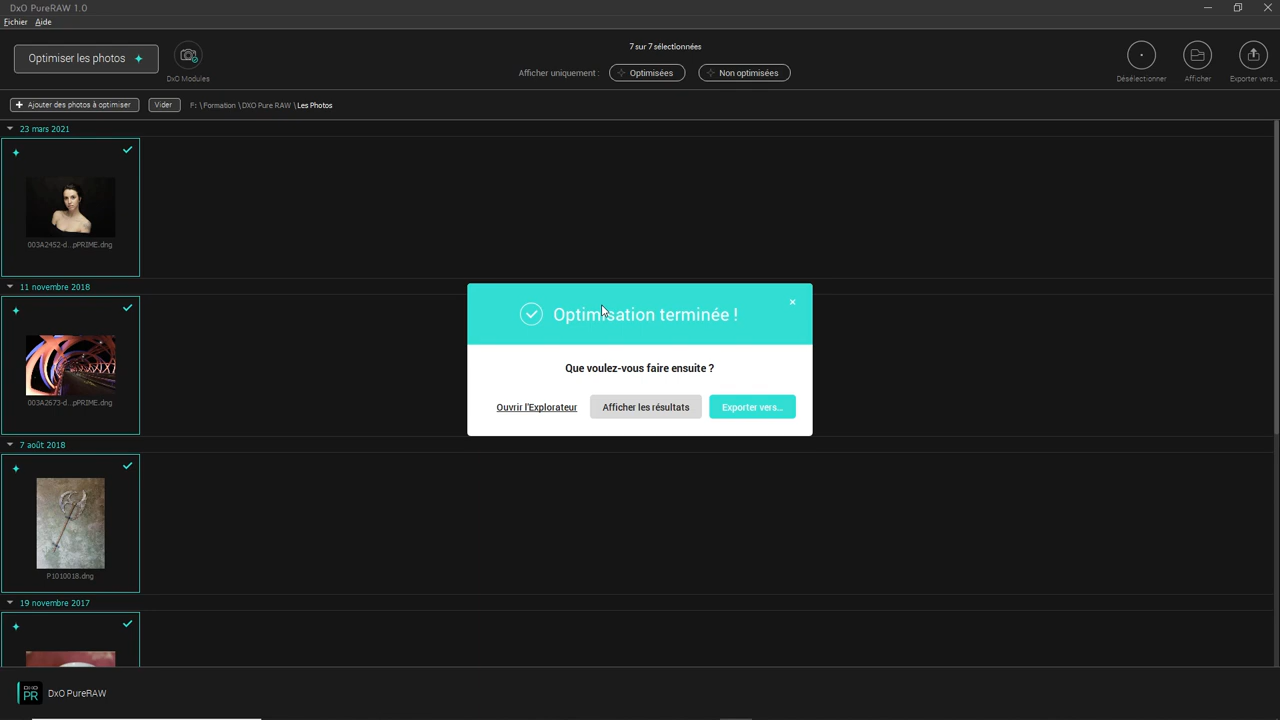 DxO PureRAW 1.0
Fichier Aide
Optimiser les photos
DxO Modules
7 sur 7 sélectionnées
Afficher uniquement :
Optimisées
Non optimisées
Désélectionner
Afficher
Exporter vers...
Ajouter des photos à optimiser
Vider
F: \ Formation \ DXO Pure RAW \ Les Photos
23 mars 2021
003A2452-d...pPRIME.dng
11 novembre 2018
003A2673-d...pPRIME.dng
7 août 2018
P1010018.dng
19 novembre 2017
Optimisation terminée !
Que voulez-vous faire ensuite ?
Ouvrir l'Explorateur
Afficher les résultats
Exporter vers...
DxO
PR
DxO PureRAW